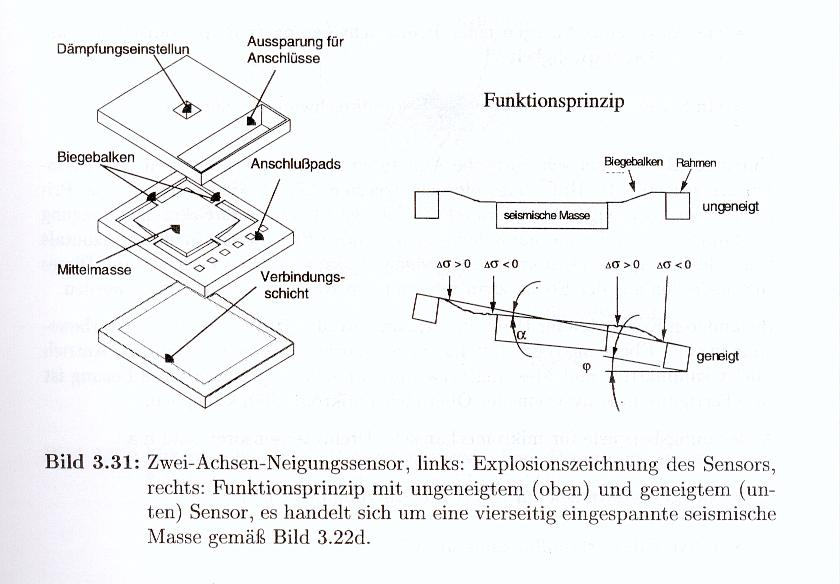 Dämpfungseinstellun
Aussparung für
Anschlüsse
Biegebalken
Anschlußpads
Mittelmasse
Verbindungs-
schicht
Funktionsprinzip
Biegebalken
Rahmen
seismische Masse
ungeneigt
Δσ > 0
Δσ < 0
Δσ > 0
Δσ < 0
α
φ
geneigt
Bild 3.31: Zwei-Achsen-Neigungssensor, links: Explosionszeichnung des Sensors,
rechts: Funktionsprinzip mit ungeneigtem (oben) und geneigtem (un-
ten) Sensor, es handelt sich um eine vierseitig eingespannte seismische
Masse gemäß Bild 3.22d.